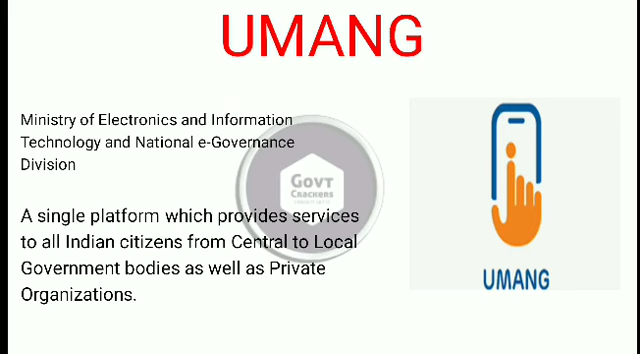 UMANG
Ministry of Electronics and Information
Technology and National e-Governance
Division
GOVT
CRACKERS
A single platform which provides services
to all Indian citizens from Central to Local
Government bodies as well as Private
Organizations.
UMANG